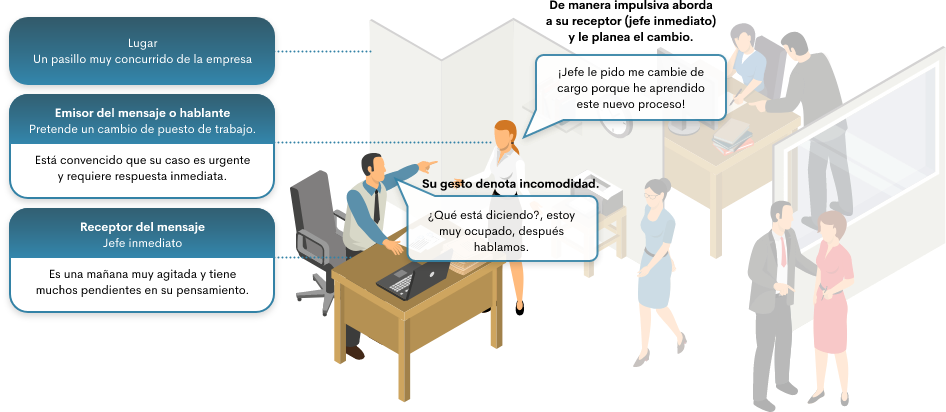 De manera impulsiva aborda
a su receptor (jefe inmediato)
y le planea el cambio.
Lugar
Un pasillo muy concurrido de la empresa
¡Jefe le pido me cambie de
cargo porque he aprendido
este nuevo proceso!
Emisor del mensaje o hablante
Pretende un cambio de puesto de trabajo.
Está convencido que su caso es urgente
y requiere respuesta inmediata.
Su gesto denota incomodidad.
¿Qué está diciendo?, estoy
muy ocupado, después
hablamos.
Receptor del mensaje
Jefe inmediato
Es una mañana muy agitada y tiene
muchos pendientes en su pensamiento.